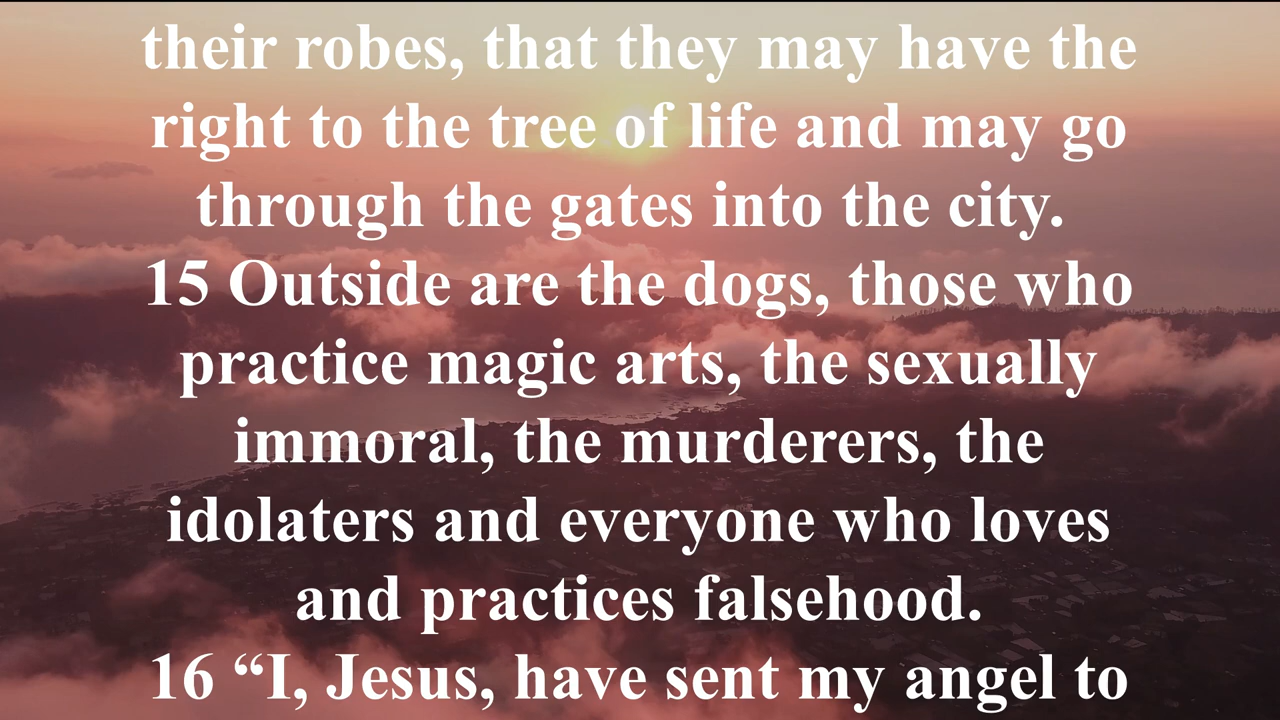 their robes, that they may have the
right to the tree of life and may go
through the gates into the city.
15 Outside are the dogs, those who
practice magic arts, the sexually
immoral, the murderers, the
idolaters and everyone who loves
and practices falsehood.
16 “I, Jesus, have sent my angel to